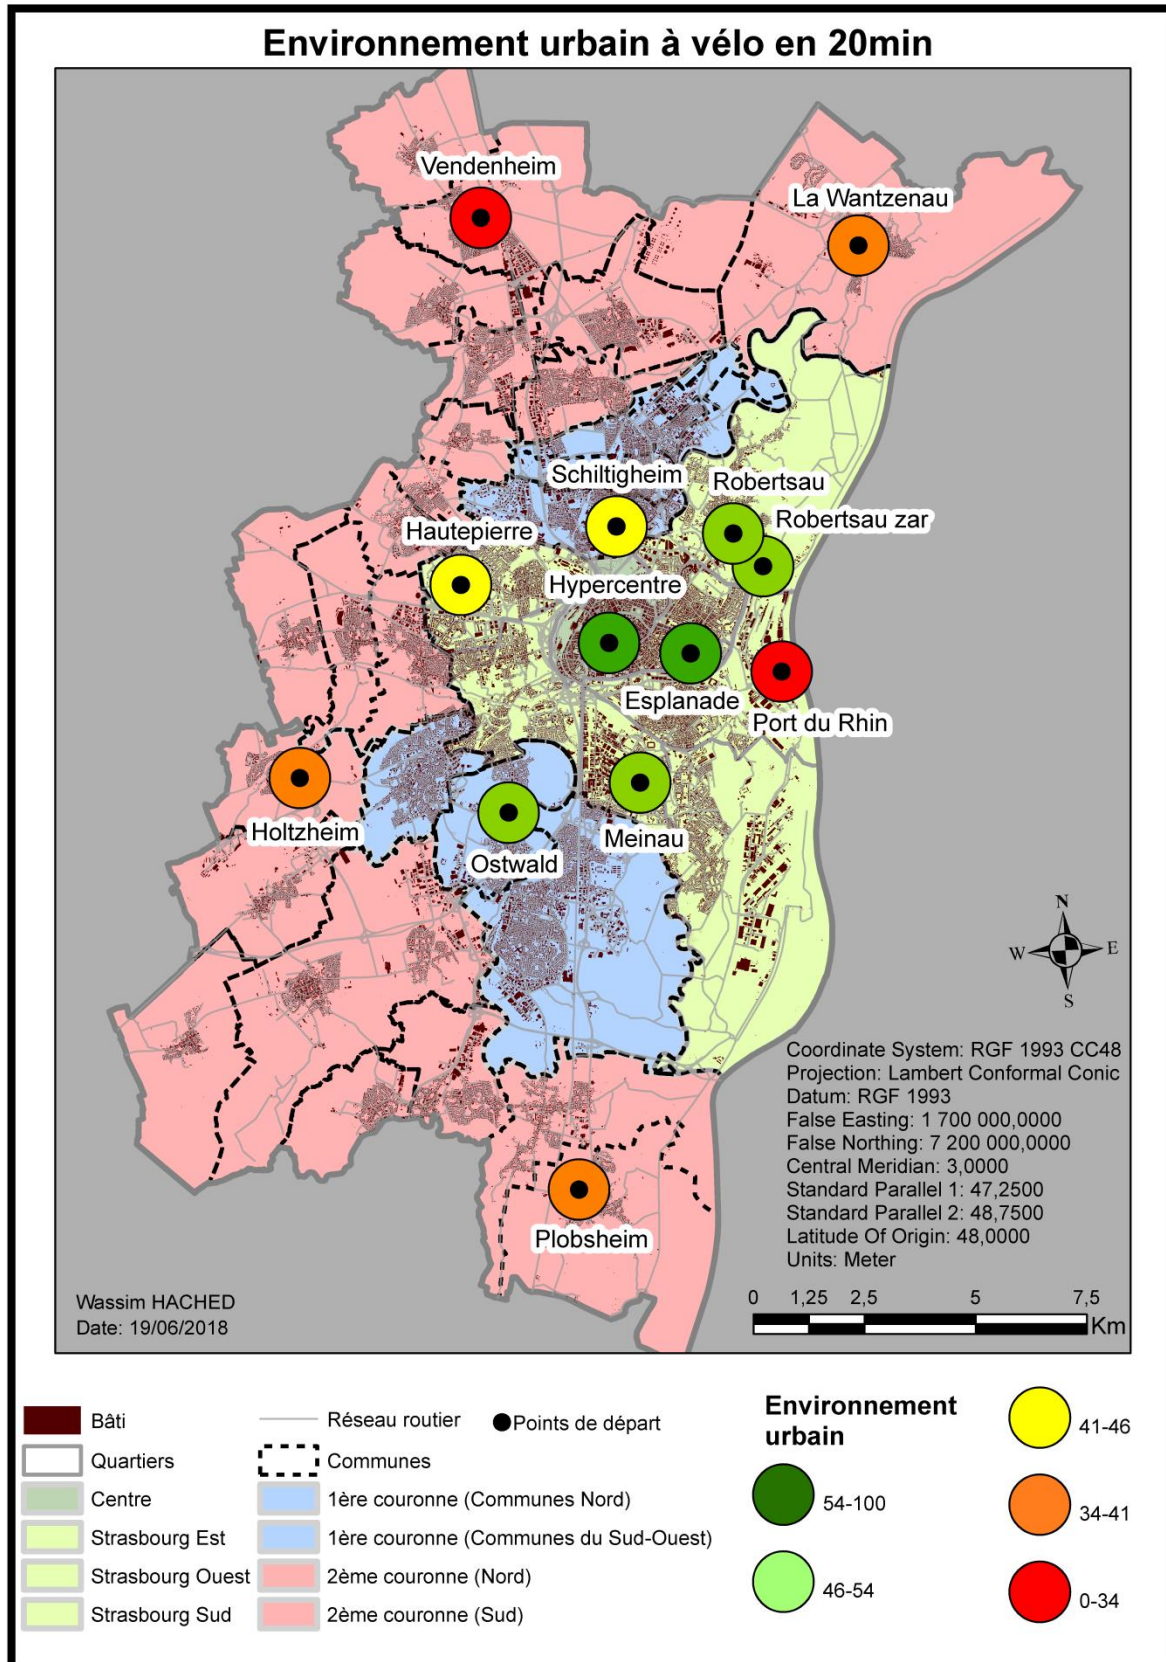 Environnement urbain à vélo en 20min
Vendenheim
La Wantzenau
Schiltigheim
Robertsau
Hautepierre
Robertsau zar
Hypercentre
Esplanade
Port du Rhin
Holtzheim
Ostwald
Meinau
Plobsheim
N
W
E
S
Coordinate System: RGF 1993 CC48
Projection: Lambert Conformal Conic
Datum: RGF 1993
False Easting: 1 700 000,0000
False Northing: 7 200 000,0000
Central Meridian: 3,0000
Standard Parallel 1: 47,2500
Standard Parallel 2: 48,7500
Latitude Of Origin: 48,0000
Units: Meter
Wassim HACHED
Date: 19/06/2018
0 1,25 2,5 5 7,5
Km
Bâti
Quartiers
Centre
Strasbourg Est
Strasbourg Ouest
Strasbourg Sud
Réseau routier
Points de départ
Communes
1ère couronne (Communes Nord)
1ère couronne (Communes du Sud-Ouest)
2ème couronne (Nord)
2ème couronne (Sud)
Environnement
urbain
54-100
46-54
41-46
34-41
0-34